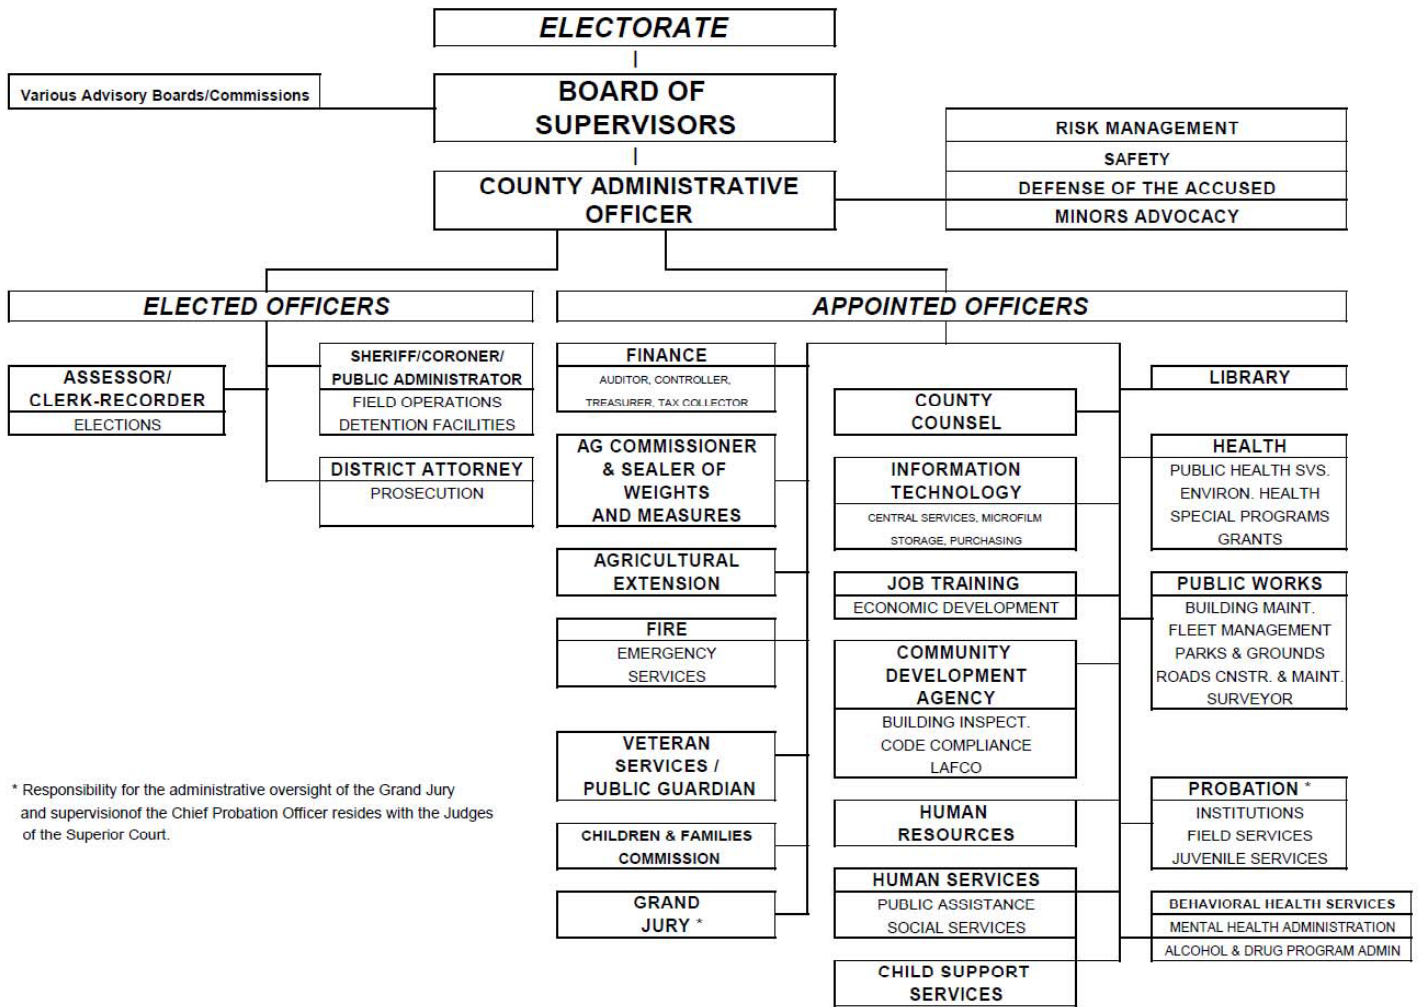 ELECTORATE
Various Advisory Boards/Commissions
BOARD OF
SUPERVISORS
COUNTY ADMINISTRATIVE
OFFICER
RISK MANAGEMENT
SAFETY
DEFENSE OF THE ACCUSED
MINORS ADVOCACY
ELECTED OFFICERS
APPOINTED OFFICERS
ASSESSOR/
CLERK-RECORDER
ELECTIONS
SHERIFF/CORONER/
PUBLIC ADMINISTRATOR
FIELD OPERATIONS
DETENTION FACILITIES
DISTRICT ATTORNEY
PROSECUTION
FINANCE
AUDITOR, CONTROLLER,
TREASURER, TAX COLLECTOR
AG COMMISSIONER
& SEALER OF
WEIGHTS
AND MEASURES
AGRICULTURAL
EXTENSION
FIRE
EMERGENCY
SERVICES
VETERAN
SERVICES /
PUBLIC GUARDIAN
CHILDREN & FAMILIES
COMMISSION
GRAND
JURY *
COUNTY
COUNSEL
INFORMATION
TECHNOLOGY
CENTRAL SERVICES, MICROFILM
STORAGE, PURCHASING
JOB TRAINING
ECONOMIC DEVELOPMENT
COMMUNITY
DEVELOPMENT
AGENCY
BUILDING INSPECT.
CODE COMPLIANCE
LAFCO
HUMAN
RESOURCES
HUMAN SERVICES
PUBLIC ASSISTANCE
SOCIAL SERVICES
CHILD SUPPORT
SERVICES
LIBRARY
HEALTH
PUBLIC HEALTH SVS.
ENVIRON. HEALTH
SPECIAL PROGRAMS
GRANTS
PUBLIC WORKS
BUILDING MAINT.
FLEET MANAGEMENT
PARKS & GROUNDS
ROADS CNSTR. & MAINT.
SURVEYOR
PROBATION *
INSTITUTIONS
FIELD SERVICES
JUVENILE SERVICES
BEHAVIORAL HEALTH SERVICES
MENTAL HEALTH ADMINISTRATION
ALCOHOL & DRUG PROGRAM ADMIN
* Responsibility for the administrative oversight of the Grand Jury
and supervisionof the Chief Probation Officer resides with the Judges
of the Superior Court.